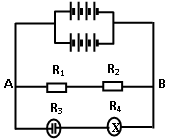 R₁ R₂
A B
R₃ R₄
X